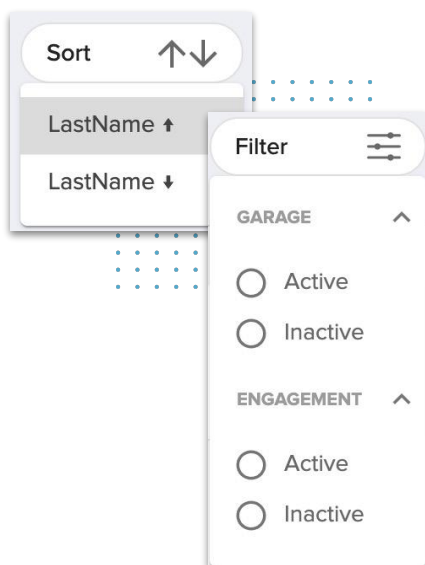 Sort
LastName ⬆
LastName ⬇
Filter
GARAGE
Active
Inactive
ENGAGEMENT
Active
Inactive